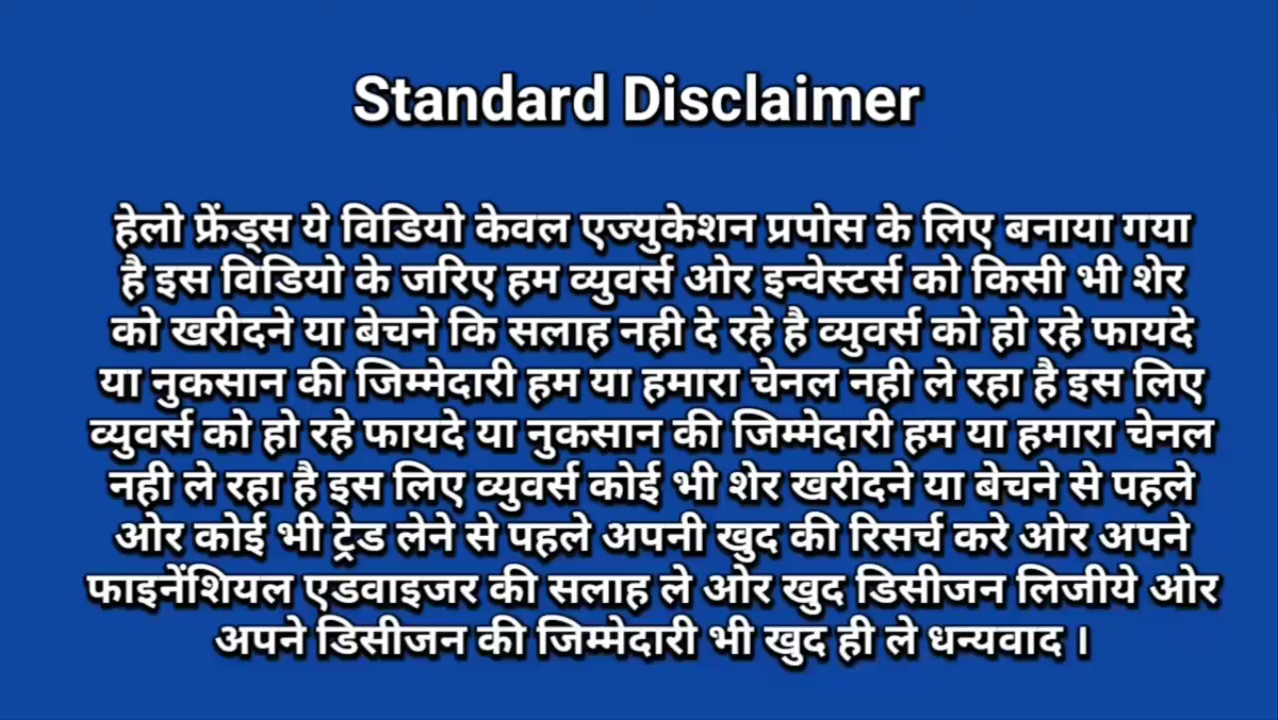 Standard Disclaimer
हेलो फ्रेंड्स ये विडियो केवल एज्युकेशन प्रपोस के लिए बनाया गया
है इस विडियो के जरिए हम व्युवर्स ओर इन्वेस्टर्स को किसी भी शेर
को खरीदने या बेचने कि सलाह नही दे रहे है व्युवर्स को हो रहे फायदे
या नुकसान की जिम्मेदारी हम या हमारा चेनल नही ले रहा है इस लिए
व्युवर्स को हो रहे फायदे या नुकसान की जिम्मेदारी हम या हमारा चेनल
नही ले रहा है इस लिए व्युवर्स कोई भी शेर खरीदने या बेचने से पहले
ओर कोई भी ट्रेड लेने से पहले अपनी खुद की रिसर्च करे ओर अपने
फाइनेंशियल एडवाइजर की सलाह ले ओर खुद डिसीजन लिजीये ओर
अपने डिसीजन की जिम्मेदारी भी खुद ही ले धन्यवाद ।